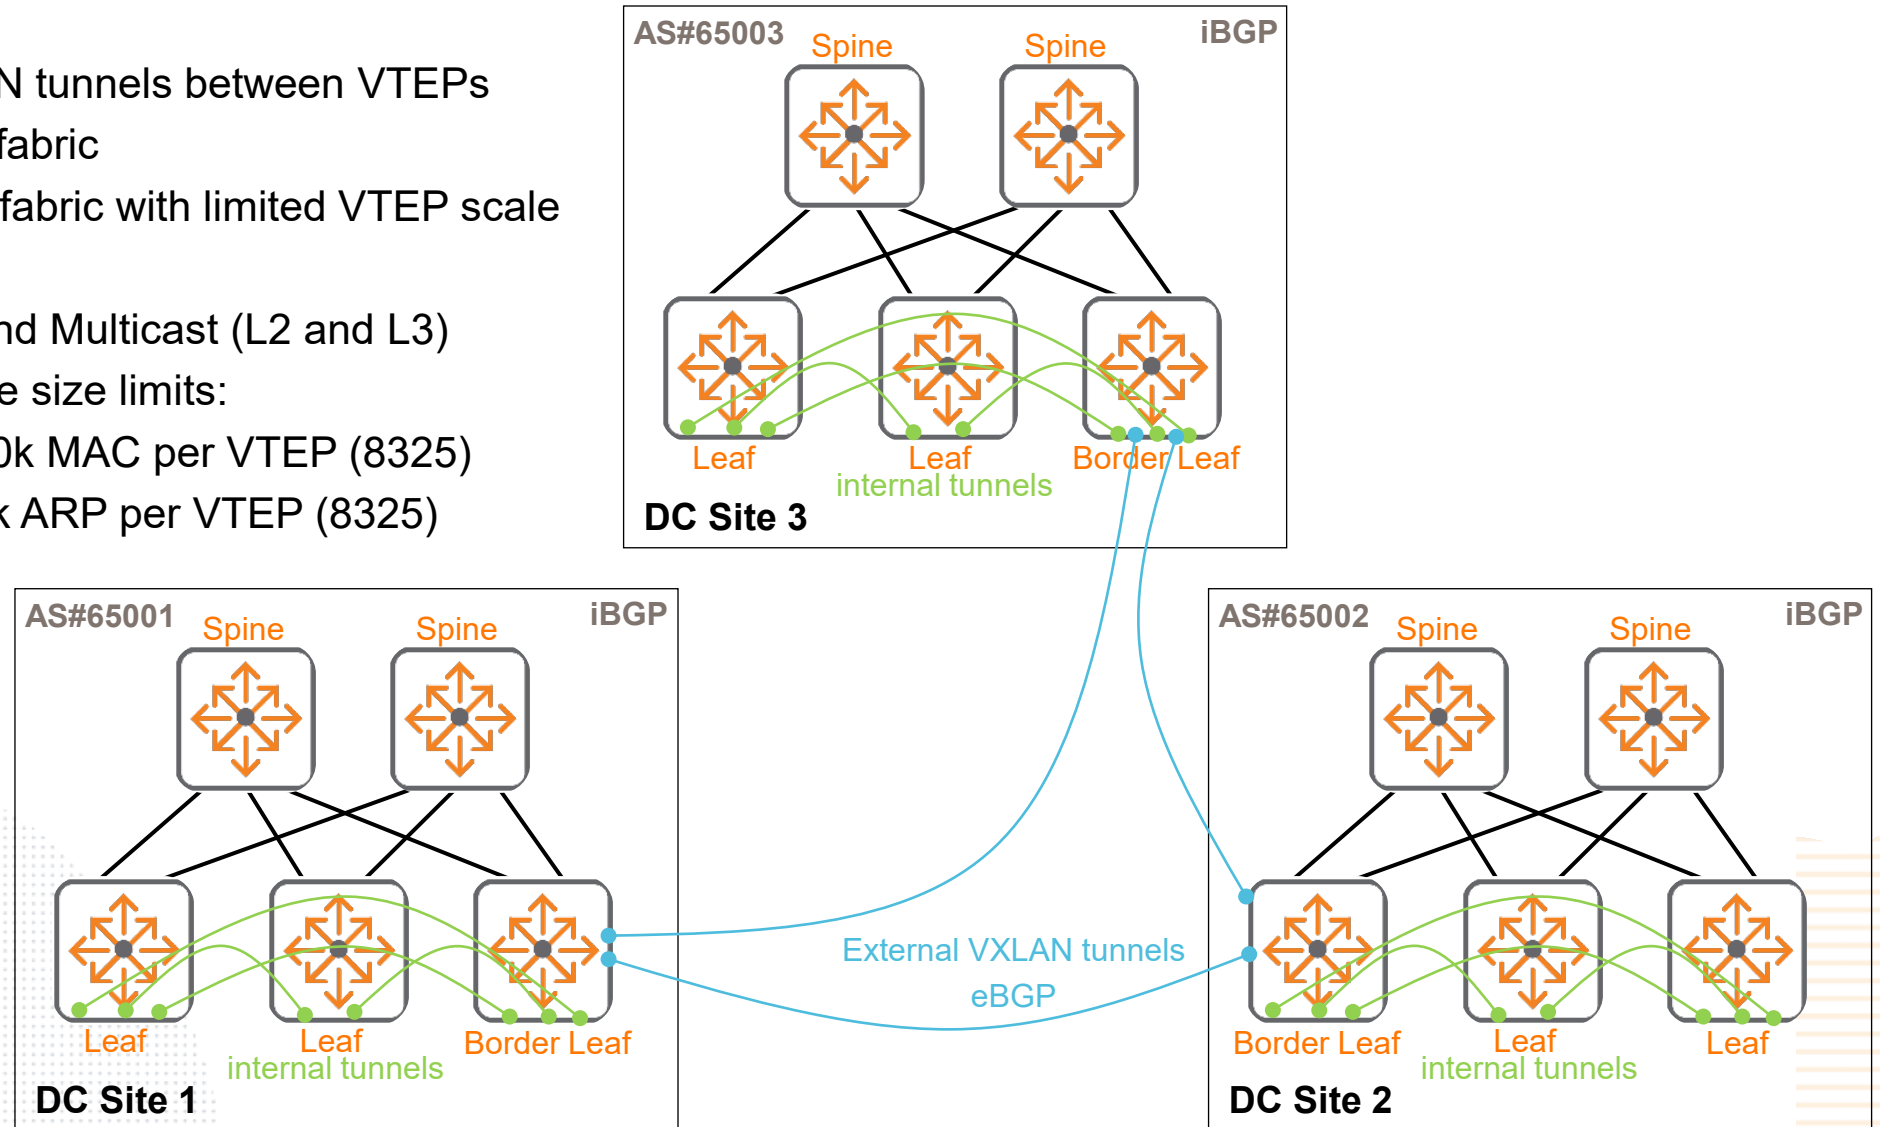 N tunnels between VTEPs
fabric
fabric with limited VTEP scale
nd Multicast (L2 and L3)
e size limits:
0k MAC per VTEP (8325)
k ARP per VTEP (8325)
AS#65003
iBGP
Spine
Spine
Leaf
Leaf
Border Leaf
internal tunnels
DC Site 3
AS#65001
iBGP
Spine
Spine
Leaf
Leaf
Border Leaf
internal tunnels
DC Site 1
External VXLAN tunnels
eBGP
AS#65002
iBGP
Spine
Spine
Border Leaf
Leaf
Leaf
internal tunnels
DC Site 2